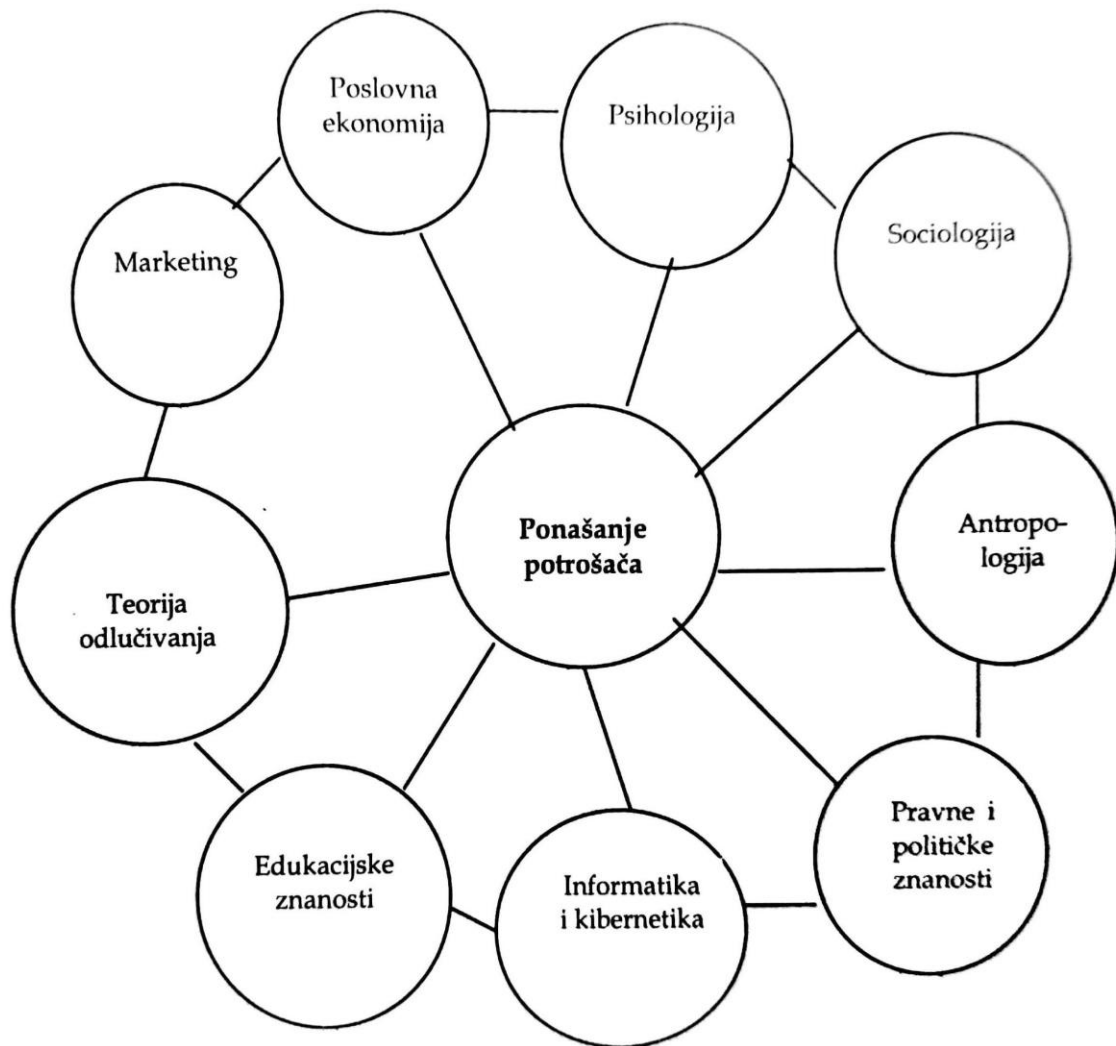 Poslovna
ekonomija
Psihologija
Sociologija
Marketing
Antropo-
logija
Ponašanje
potrošača
Teorija
odlučivanja
Pravne i
političke
znanosti
Edukacijske
znanosti
Informatika
i kibernetika